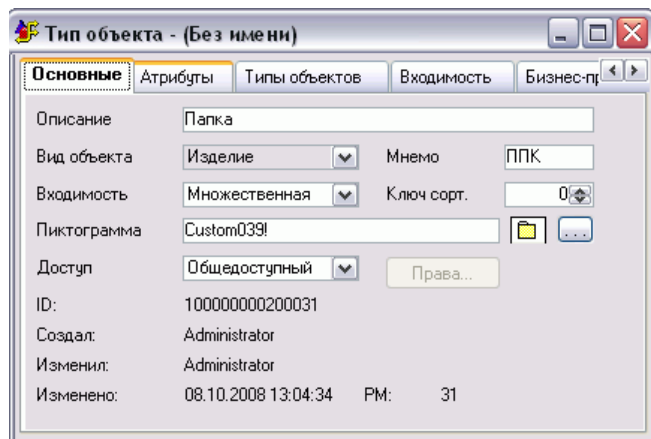 Тип объекта - (Без имени)
Основные Атрибуты Типы объектов Входимость Бизнес-пр
Описание Папка
Вид объекта Изделие Мнемо ППК
Входимость Множественная Ключ сорт. 0
Пиктограмма Custom039! ...
Доступ Общедоступный Права...
ID: 100000000200031
Создал: Administrator
Изменил: Administrator
Изменено: 08.10.2008 13:04:34 PM: 31